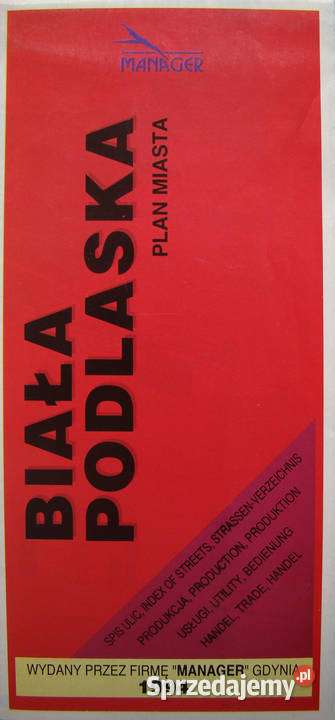 MANAGER
BIAŁA
PODLASKA
PLAN MIASTA
SPIS ULIC, INDEX OF STREETS, STRASSEN-VERZEICHNIS
PRODUKCJA, PRODUCTION, PRODUKTION
USŁUGI, UTILITY, BEDIENUNG
HANDEL, TRADE, HANDEL
WYDANY PRZEZ FIRMĘ "MANAGER" GDYNIA
Sprzedajemy.pl